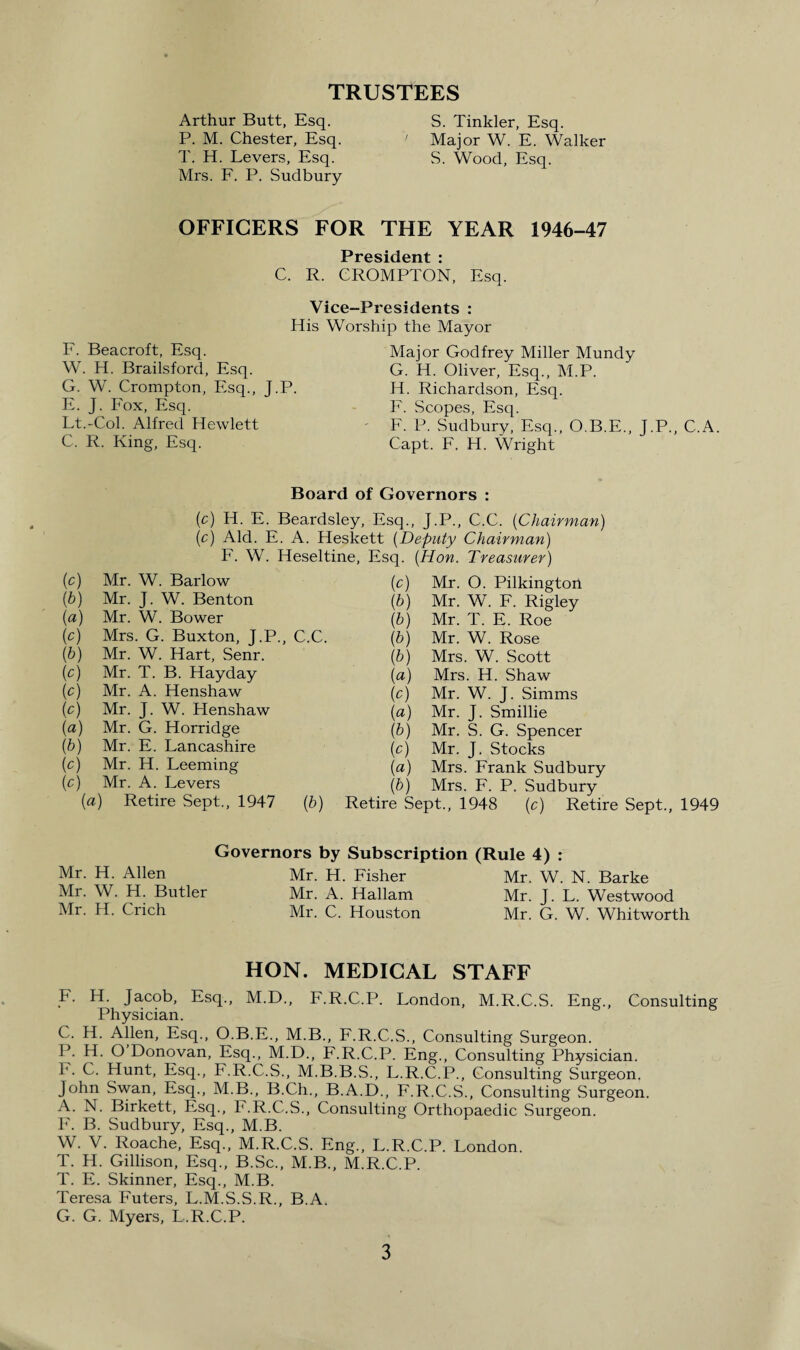 TRUSTEES
Arthur Butt, Esq.
P. M. Chester, Esq.
T. H. Levers, Esq.
Mrs. F. P. Sudbury
S. Tinkler, Esq.
Major W. E. Walker
S. Wood, Esq.
OFFICERS FOR THE YEAR 1946-47
President :
C. R. CROMPTON, Esq.
Vice-Presidents :
His Worship the Mayor
F. Beacroft, Esq.
W. H. Brailsford, Esq.
G. W. Crompton, Esq., J.P.
E. J. Fox, Esq.
Lt.-Col. Alfred Hewlett
C. R. King, Esq.
Major Godfrey Miller Mundy
G. H. Oliver, Esq., M.P.
H. Richardson, Esq.
F. Scopes, Esq.
F. P. Sudbury, Esq., O.B.E., J.P., C.A.
Capt. F. H. Wright
Board of Governors :
(c) H. E. Beardsley, Esq., J.P., C.C. (Chairman)
(c) Ald. E. A. Heskett (Deputy Chairman)
F. W. Heseltine, Esq. (Hon. Treasurer)
(c) Mr. W. Barlow
(b) Mr. J. W. Benton
(a) Mr. W. Bower
(c) Mrs. G. Buxton, J.P., C.C.
(b) Mr. W. Hart, Senr.
(c) Mr. T. B. Hayday
(c) Mr. A. Henshaw
(c) Mr. J. W. Henshaw
(a) Mr. G. Horridge
(b) Mr. E. Lancashire
(c) Mr. H. Leeming
(c) Mr. A. Levers
(c) Mr. O. Pilkington
(b) Mr. W. F. Rigley
(b) Mr. T. E. Roe
(b) Mr. W. Rose
(b) Mrs. W. Scott
(a) Mrs. H. Shaw
(c) Mr. W. J. Simms
(a) Mr. J. Smillie
(b) Mr. S. G. Spencer
(c) Mr. J. Stocks
(a) Mrs. Frank Sudbury
(b) Mrs. F. P. Sudbury
(a) Retire Sept., 1947 (b) Retire Sept., 1948 (c) Retire Sept., 1949
Governors by Subscription (Rule 4) :
Mr. H. Allen
Mr. W. H. Butler
Mr. H. Crich
Mr. H. Fisher
Mr. A. Hallam
Mr. C. Houston
Mr. W. N. Barke
Mr. J. L. Westwood
Mr. G. W. Whitworth
HON. MEDICAL STAFF
F. H. Jacob, Esq., M.D., F.R.C.P. London, M.R.C.S. Eng., Consulting
Physician.
C. H. Allen, Esq., O.B.E., M.B., F.R.C.S., Consulting Surgeon.
P. H. O'Donovan, Esq., M.D., F.R.C.P. Eng., Consulting Physician.
F. C. Hunt, Esq., F.R.C.S., M.B.B.S., L.R.C.P., Consulting Surgeon.
John Swan, Esq., M.B., B.Ch., B.A.D., F.R.C.S., Consulting Surgeon.
A. N. Birkett, Esq., F.R.C.S., Consulting Orthopaedic Surgeon.
F. B. Sudbury, Esq., M.B.
W. V. Roache, Esq., M.R.C.S. Eng., L.R.C.P. London.
T. H. Gillison, Esq., B.Sc., M.B., M.R.C.P.
T. E. Skinner, Esq., M.B.
Teresa Futers, L.M.S.S.R., B.A.
G. G. Myers, L.R.C.P.
3